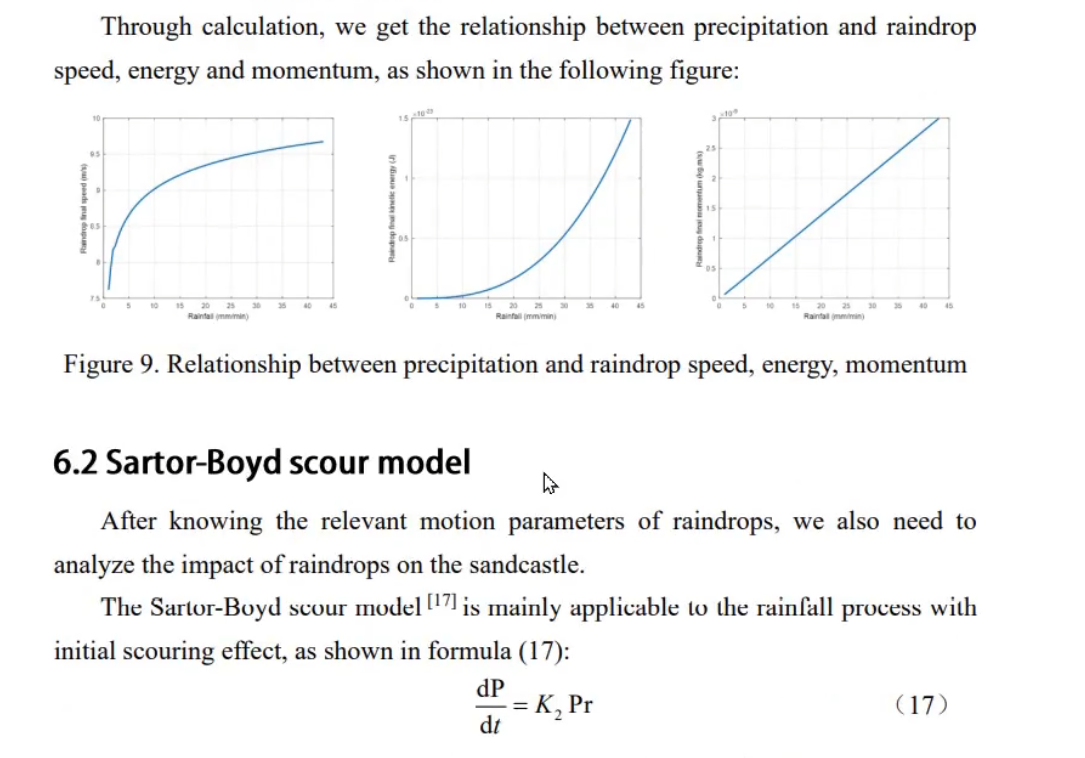 Through calculation, we get the relationship between precipitation and raindrop
speed, energy and momentum, as shown in the following figure:
10
9.5
9
8.5
8
7.5
0 5 10 15 20 25 30 35 40 45
Raindrop final speed (m/s)
Rainfall (mm/min)
1.5
1
0.5
0
0 5 10 15 20 25 30 35 40 45
Raindrop final kinetic energy (J)
Rainfall (mm/min)
3
2.5
2
1.5
1
0.5
0
0 5 10 15 20 25 30 35 40 45
Raindrop final momentum (kg.m/s)
Rainfall (mm/min)
Figure 9. Relationship between precipitation and raindrop speed, energy, momentum
6.2 Sartor-Boyd scour model
After knowing the relevant motion parameters of raindrops, we also need to
analyze the impact of raindrops on the sandcastle.
The Sartor-Boyd scour model [17] is mainly applicable to the rainfall process with
initial scouring effect, as shown in formula (17):
dP/dt = K₂ Pr （17）